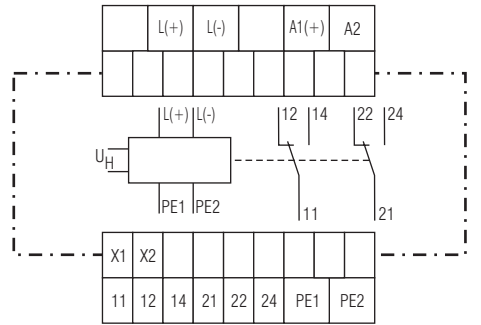 L(+) L(-) A1(+) A2
L(+) L(-) 12 14 22 24
UH
PE1 PE2 11 21
X1 X2
11 12 14 21 22 24 PE1 PE2